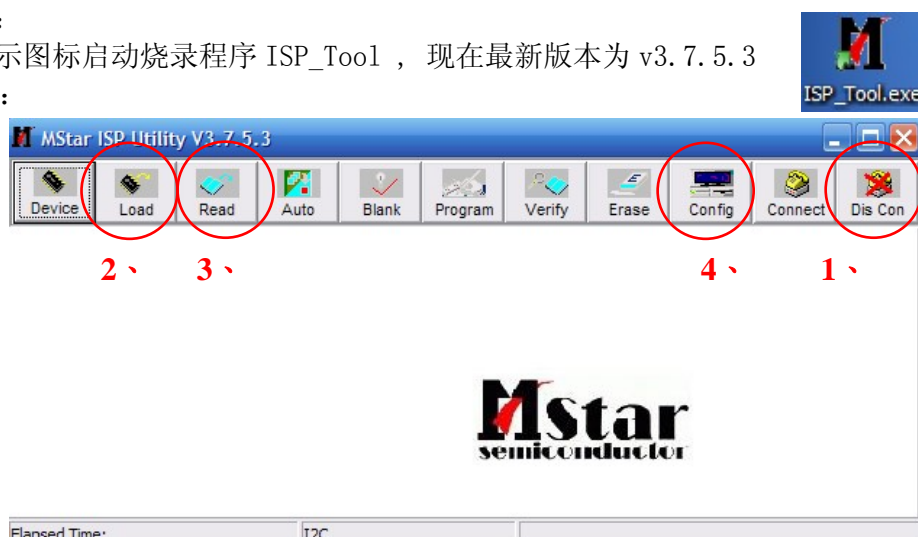 ：
示图标启动烧录程序 ISP_Tool , 现在最新版本为 v3.7.5.3
ISP_Tool.exe
：
MStar ISP Utility V3.7.5.3
Device Load Read Auto Blank Program Verify Erase Config Connect Dis Con
2、 3、 4、 1、
MStar
semiconductor
Elapsed Time: I2C